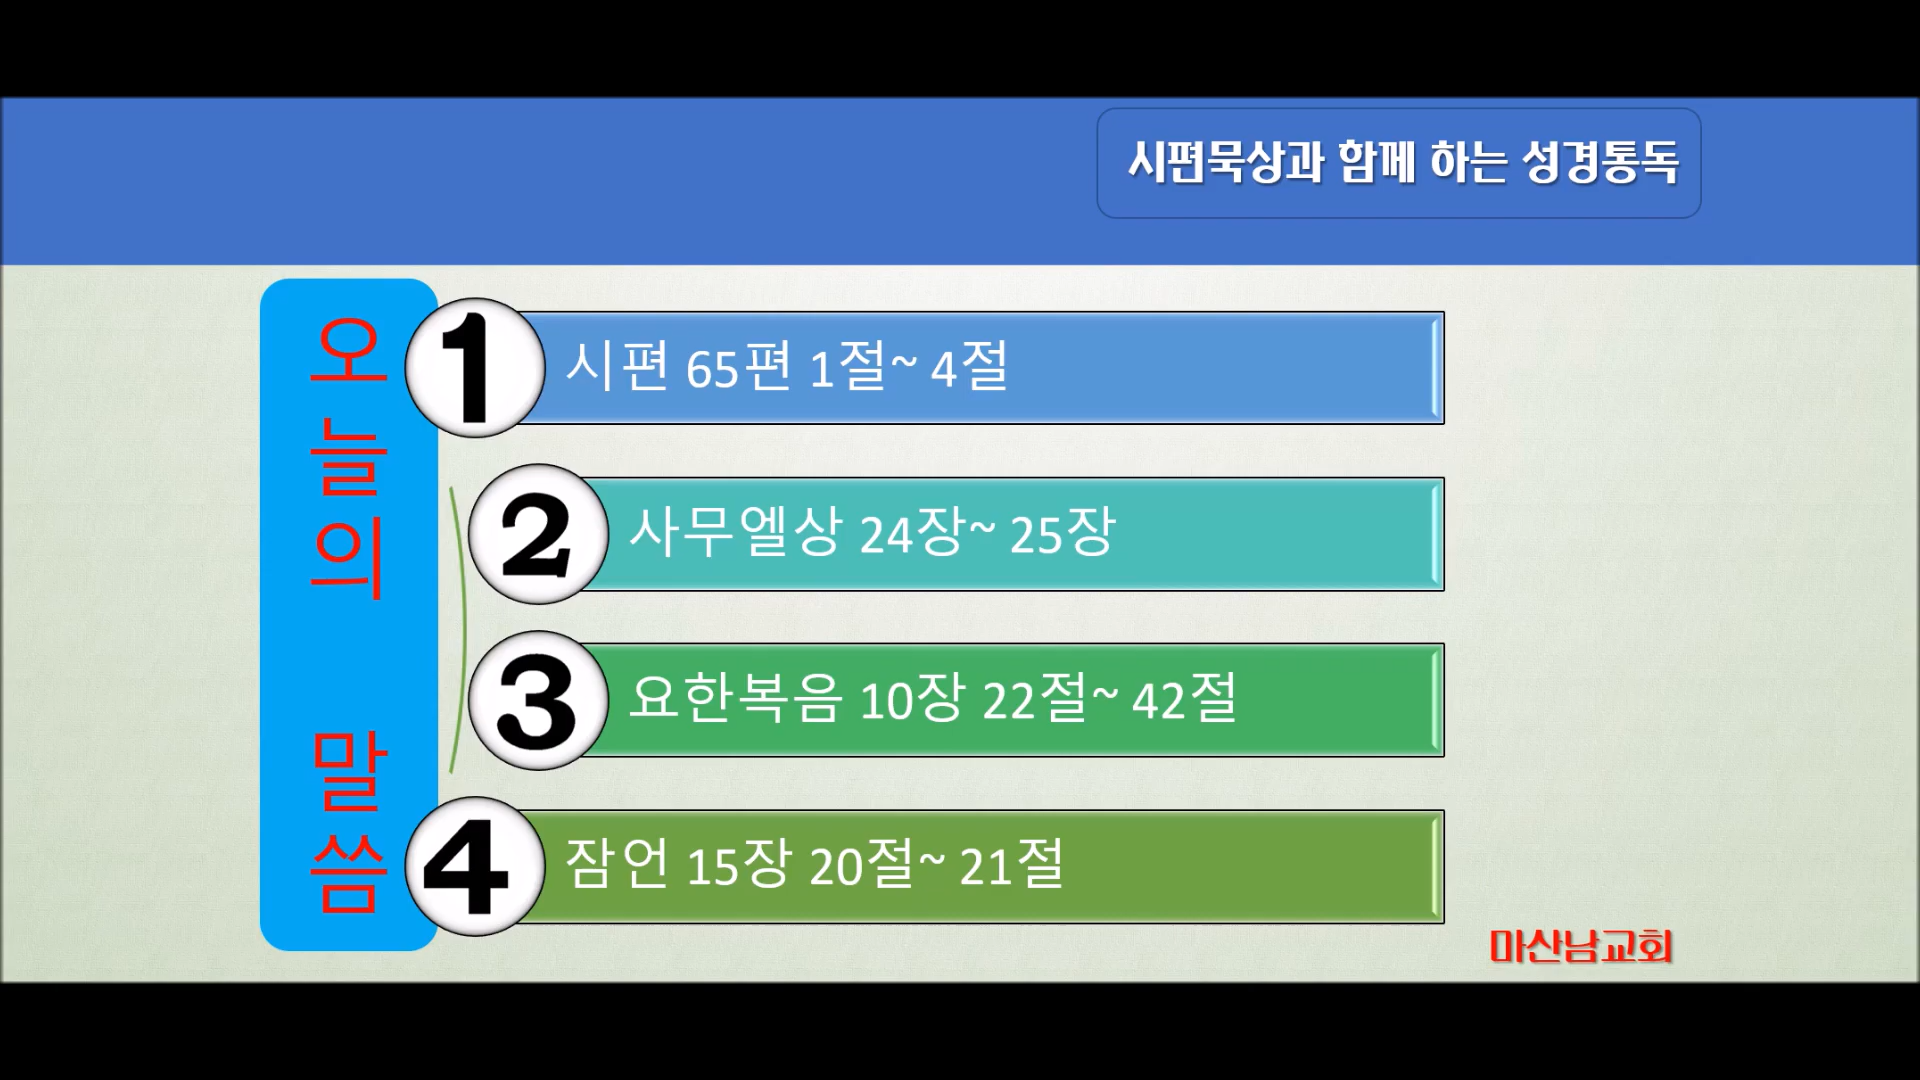 시편묵상과 함께 하는 성경통독
오늘의 말씀
1 시편 65편 1절~ 4절
2 사무엘상 24장~ 25장
3 요한복음 10장 22절~ 42절
4 잠언 15장 20절~ 21절
마산남교회